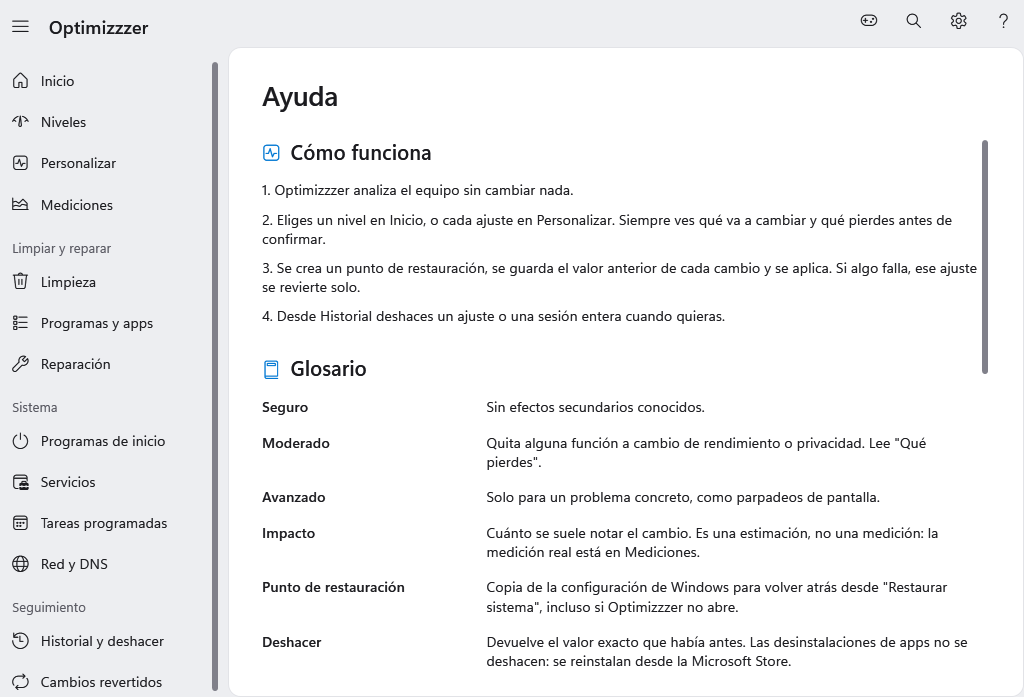 Optimizzzer
Inicio
Niveles
Personalizar
Mediciones
Limpiar y reparar
Limpieza
Programas y apps
Reparación
Sistema
Programas de inicio
Servicios
Tareas programadas
Red y DNS
Seguimiento
Historial y deshacer
Cambios revertidos
Ayuda
Cómo funciona
1. Optimizzzer analiza el equipo sin cambiar nada.
2. Eliges un nivel en Inicio, o cada ajuste en Personalizar. Siempre ves qué va a cambiar y qué pierdes antes de
confirmar.
3. Se crea un punto de restauración, se guarda el valor anterior de cada cambio y se aplica. Si algo falla, ese ajuste
se revierte solo.
4. Desde Historial deshaces un ajuste o una sesión entera cuando quieras.
Glosario
Seguro
Sin efectos secundarios conocidos.
Moderado
Quita alguna función a cambio de rendimiento o privacidad. Lee "Qué
pierdes".
Avanzado
Solo para un problema concreto, como parpadeos de pantalla.
Impacto
Cuánto se suele notar el cambio. Es una estimación, no una medición: la
medición real está en Mediciones.
Punto de restauración
Copia de la configuración de Windows para volver atrás desde "Restaurar
sistema", incluso si Optimizzzer no abre.
Deshacer
Devuelve el valor exacto que había antes. Las desinstalaciones de apps no se
deshacen: se reinstalan desde la Microsoft Store.